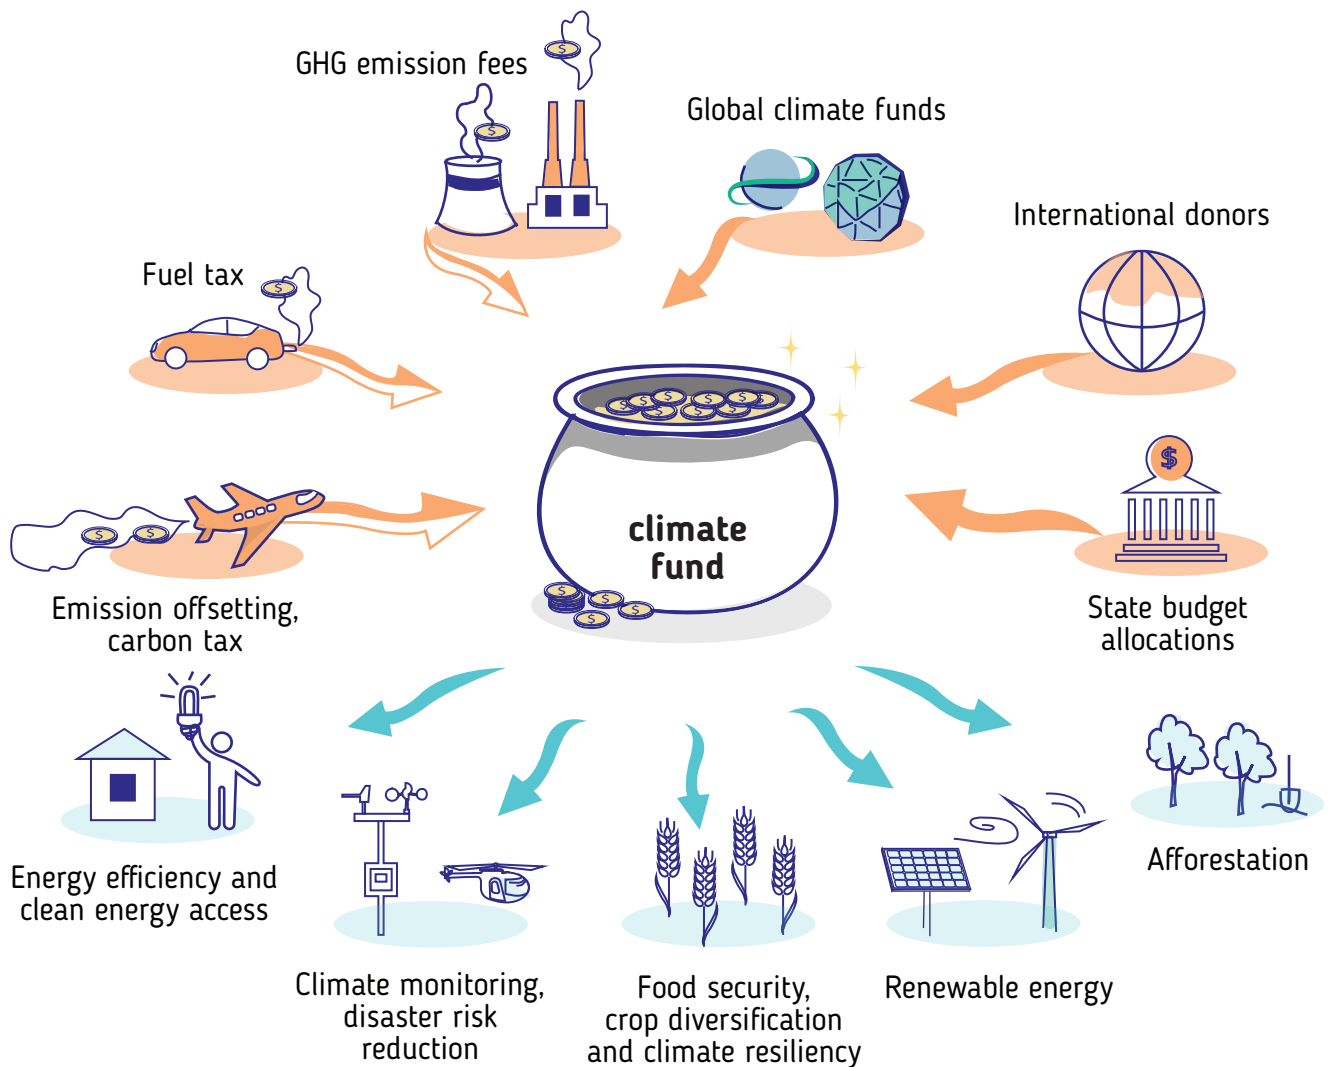 GHG emission fees
Global climate funds
International donors
Fuel tax
climate
fund
Emission offsetting,
carbon tax
State budget
allocations
Energy efficiency and
clean energy access
Climate monitoring,
disaster risk
reduction
Food security,
crop diversification
and climate resiliency
Renewable energy
Afforestation